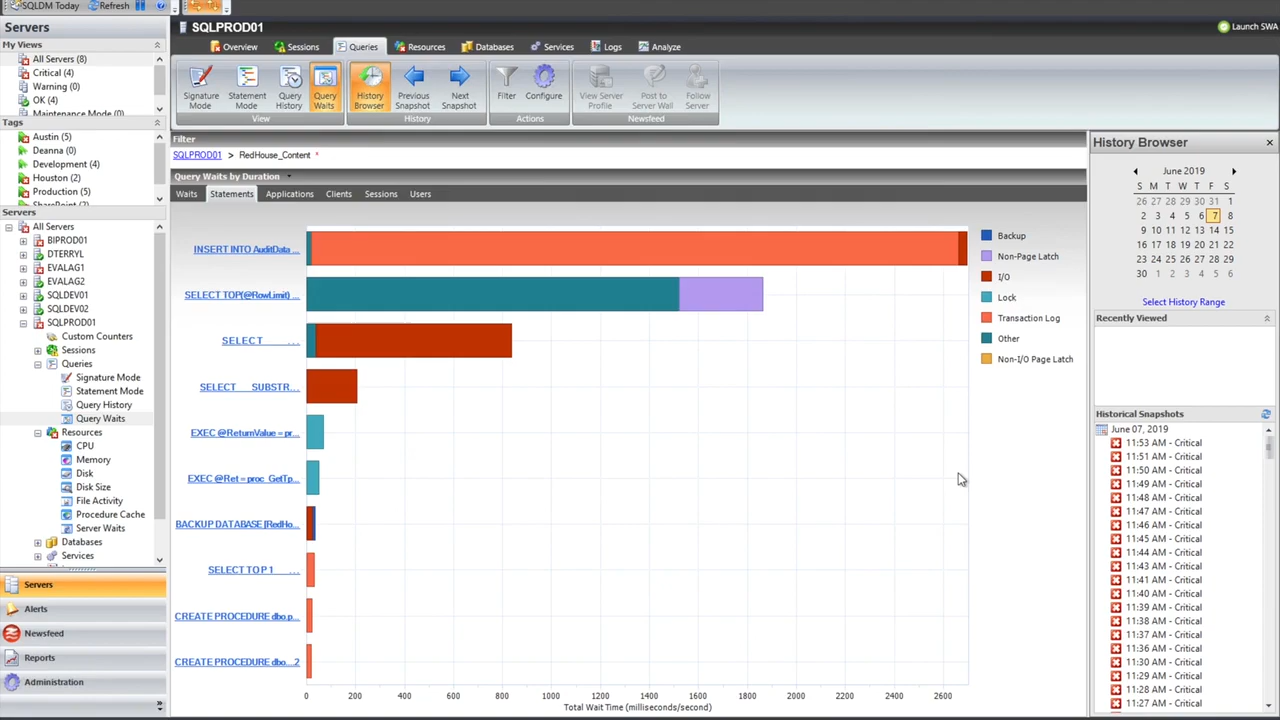 SQLDM Today Refresh
Servers
My Views
All Servers (8)
Critical (4)
Warning (0)
OK (4)
Maintenance Mode (0)
Tags
Austin (5)
Deanna (0)
Development (4)
Houston (2)
Production (5)
SharePoint (2)
Servers
All Servers
BIPROD01
DTERRYL
EVALAG1
EVALAG2
SQLDEV01
SQLDEV02
SQLPROD01
Custom Counters
Sessions
Queries
Signature Mode
Statement Mode
Query History
Query Waits
Resources
CPU
Memory
Disk
Disk Size
File Activity
Procedure Cache
Server Waits
Databases
Services
Servers
Alerts
Newsfeed
Reports
Administration
SQLPROD01
Launch SWA
Overview Sessions Queries Resources Databases Services Logs Analyze
Signature Mode
Statement Mode
Query History
Query Waits
View
History Browser
Previous Snapshot
Next Snapshot
History
Filter
Configure
Actions
View Server Profile
Post to Server Wall
Follow Server
Newsfeed
Filter
SQLPROD01 > RedHouse_Content *
Query Waits by Duration
Waits Statements Applications Clients Sessions Users
INSERT INTO AuditData ...
SELECT TOP(@RowLimit) ...
SELECT ...
SELECT SUBSTR...
EXEC @ReturnValue = pr...
EXEC @Ret = proc_GetTp...
BACKUP DATABASE [RedHo...
SELECT TOP 1 ...
CREATE PROCEDURE dbo.p...
CREATE PROCEDURE dbo...2
0 200 400 600 800 1000 1200 1400 1600 1800 2000 2200 2400 2600
Total Wait Time (milliseconds/second)
Backup
Non-Page Latch
I/O
Lock
Transaction Log
Other
Non-I/O Page Latch
History Browser
June 2019
S M T W T F S
26 27 28 29 30 31 1
2 3 4 5 6 7 8
9 10 11 12 13 14 15
16 17 18 19 20 21 22
23 24 25 26 27 28 29
30 1 2 3 4 5 6
Select History Range
Recently Viewed
Historical Snapshots
June 07, 2019
11:53 AM - Critical
11:51 AM - Critical
11:50 AM - Critical
11:49 AM - Critical
11:48 AM - Critical
11:47 AM - Critical
11:46 AM - Critical
11:45 AM - Critical
11:44 AM - Critical
11:43 AM - Critical
11:41 AM - Critical
11:40 AM - Critical
11:39 AM - Critical
11:38 AM - Critical
11:37 AM - Critical
11:36 AM - Critical
11:30 AM - Critical
11:29 AM - Critical
11:28 AM - Critical
11:27 AM - Critical